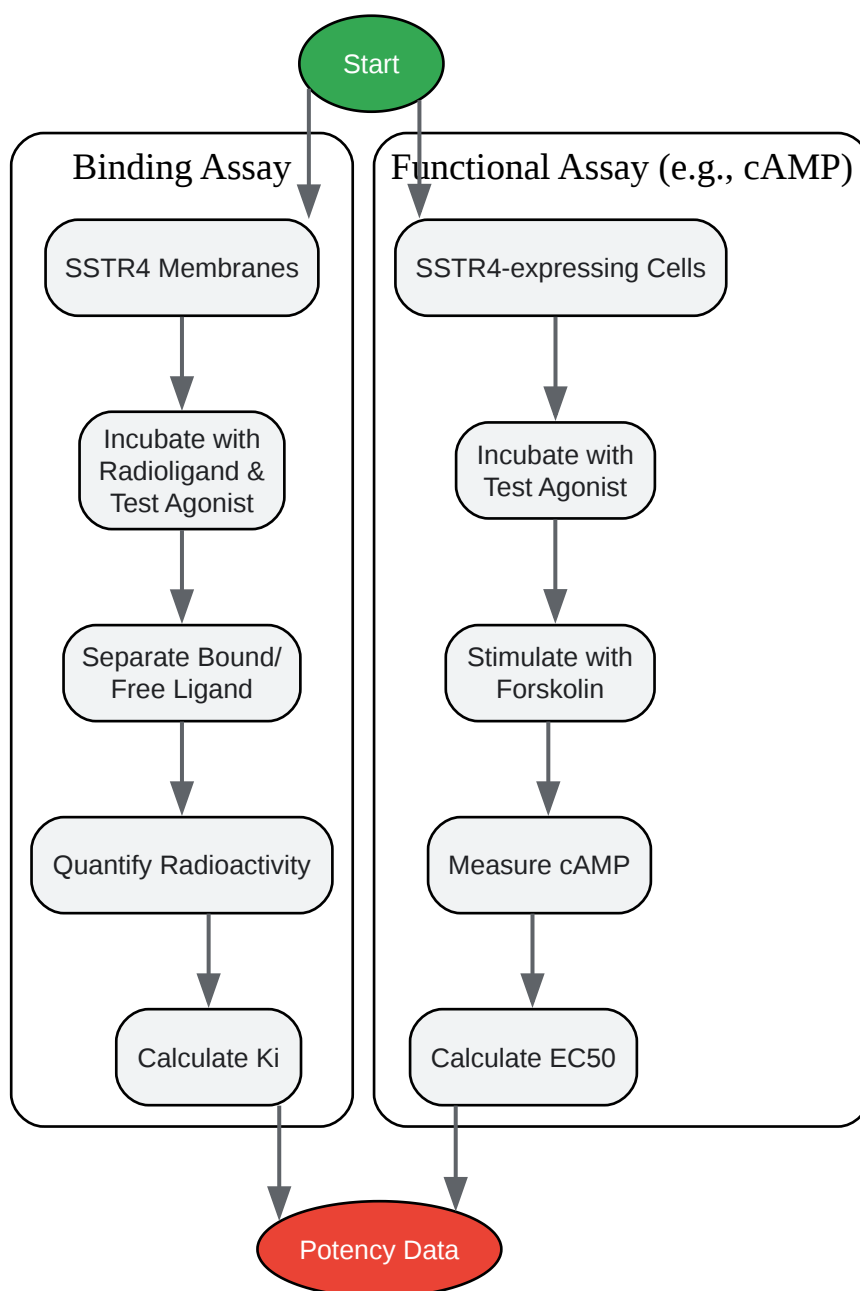 Start
Binding Assay
SSTR4 Membranes
Incubate with
Radioligand &
Test Agonist
Separate Bound/
Free Ligand
Quantify Radioactivity
Calculate Ki
Functional Assay (e.g., cAMP)
SSTR4-expressing Cells
Incubate with
Test Agonist
Stimulate with
Forskolin
Measure cAMP
Calculate EC50
Potency Data